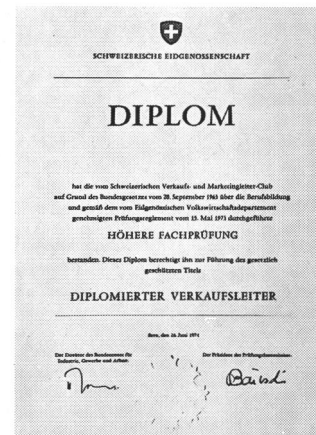 SCHWEIZERISCHE EIDGENOSSENSCHAFT
DIPLOM
hat die vom Schweizerischen Verkaufs- und Marketingleiter-Club
auf Grund des Bundesgesetzes vom 20. September 1963 über die Berufsbildung
und gemäß dem vom Eidgenössischen Volkswirtschaftsdepartement
genehmigten Prüfungsreglement vom 15. Mai 1971 durchgeführte
HÖHERE FACHPRÜFUNG
bestanden. Dieses Diplom berechtigt ihn zur Führung des gesetzlich
geschützten Titels
DIPLOMIERTER VERKAUFSLEITER
Bern, den 26. Juni 1974
Der Direktor des Bundesamtes für
Industrie, Gewerbe und Arbeit:
Der Präsident der Prüfungskommission: